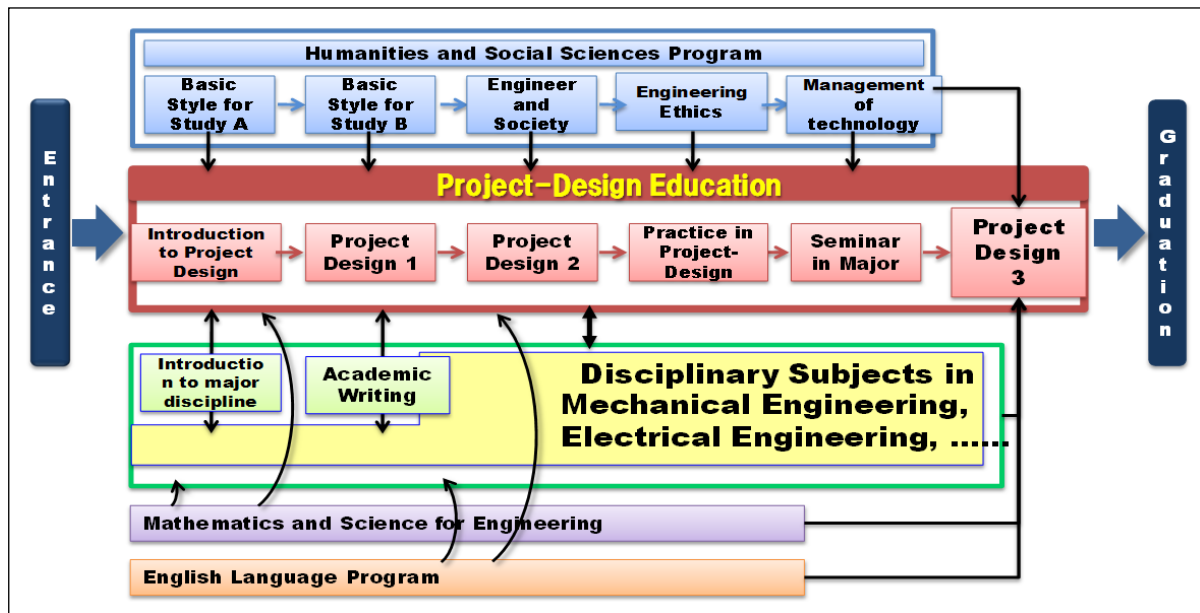 Entrance
Humanities and Social Sciences Program
Basic
Style for
Study A
Basic
Style for
Study B
Engineer
and
Society
Engineering
Ethics
Management
of
technology
Project-Design Education
Introduction
to Project
Design
Project
Design 1
Project
Design 2
Practice in
Project-
Design
Seminar
in Major
Project
Design
3
Introductio
n to major
discipline
Academic
Writing
Disciplinary Subjects in
Mechanical Engineering,
Electrical Engineering, ......
Mathematics and Science for Engineering
English Language Program
Graduation